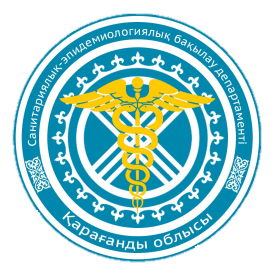 Санитариялық-эпидемиологиялық бақылау департаменті
Қарағанды облысы